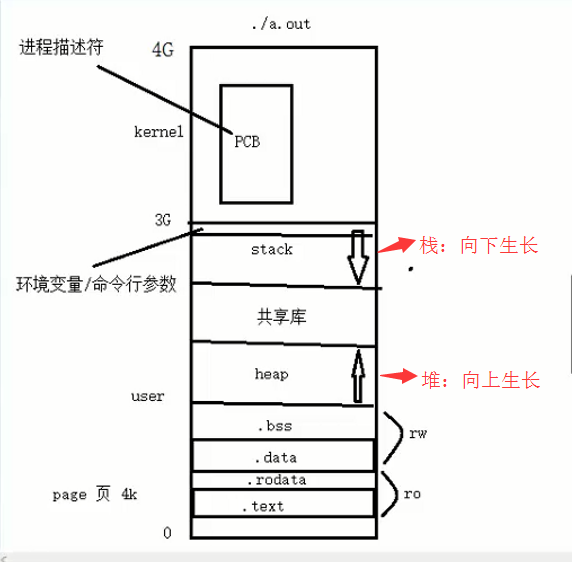 ./a.out
进程描述符
4G
kernel
PCB
3G
stack
栈：向下生长
环境变量/命令行参数
共享库
heap
堆：向上生长
user
.bss
rw
.data
.rodata
page 页 4k
ro
.text
0